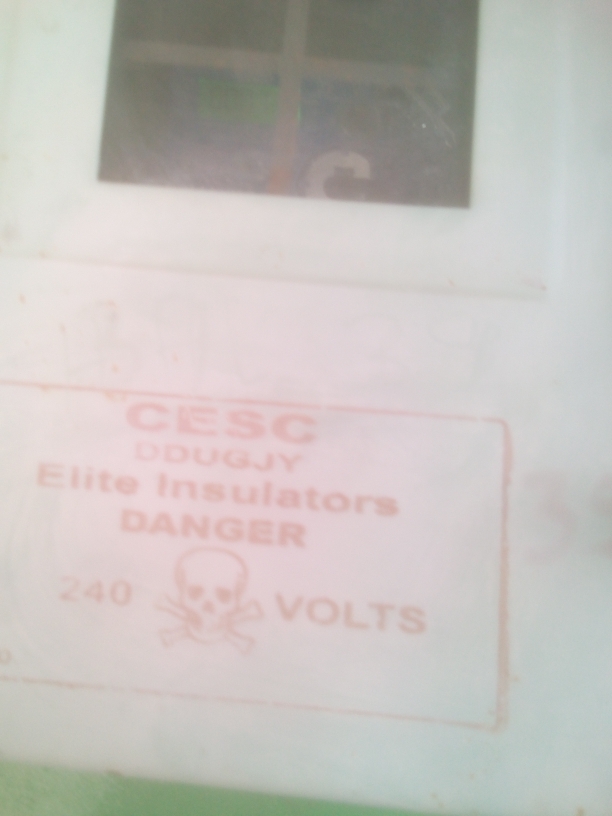 C
CESC
DDUGJY
Elite Insulators
DANGER
240 VOLTS